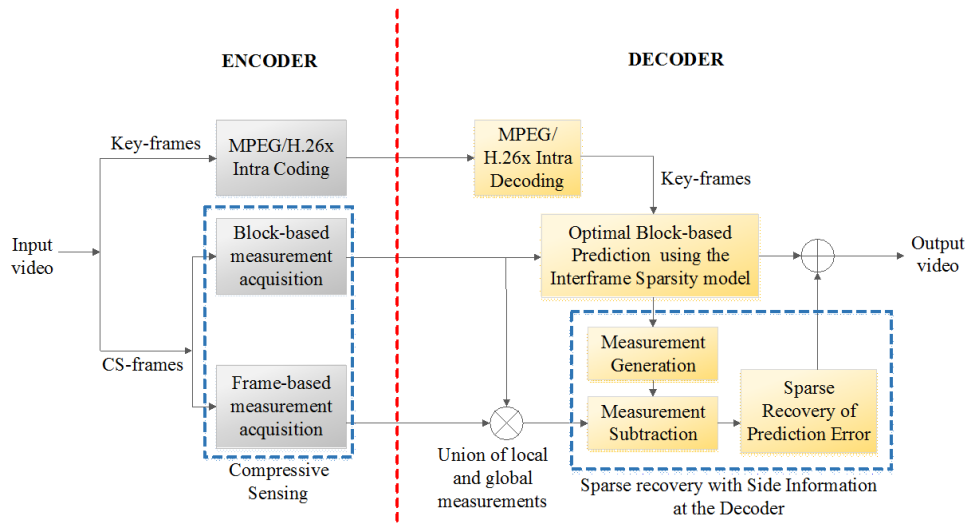 ENCODER
DECODER
Key-frames
MPEG/H.26x
Intra Coding
MPEG/
H.26x Intra
Decoding
Key-frames
Input
video
Block-based
measurement
acquisition
Optimal Block-based
Prediction using the
Interframe Sparsity model
Output
video
CS-frames
Frame-based
measurement
acquisition
Measurement
Generation
Measurement
Subtraction
Sparse
Recovery of
Prediction Error
Compressive
Sensing
Union of local
and global
measurements
Sparse recovery with Side Information
at the Decoder